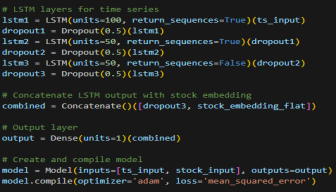 # LSTM layers for time series
lstm1 = LSTM(units=100, return_sequences=True)(ts_input)
dropout1 = Dropout(0.5)(lstm1)
lstm2 = LSTM(units=50, return_sequences=True)(dropout1)
dropout2 = Dropout(0.5)(lstm2)
lstm3 = LSTM(units=50, return_sequences=False)(dropout2)
dropout3 = Dropout(0.5)(lstm3)
# Concatenate LSTM output with stock embedding
combined = Concatenate()([dropout3, stock_embedding_flat])
# Output layer
output = Dense(units=1)(combined)
# Create and compile model
model = Model(inputs=[ts_input, stock_input], outputs=output)
model.compile(optimizer='adam', loss='mean_squared_error')